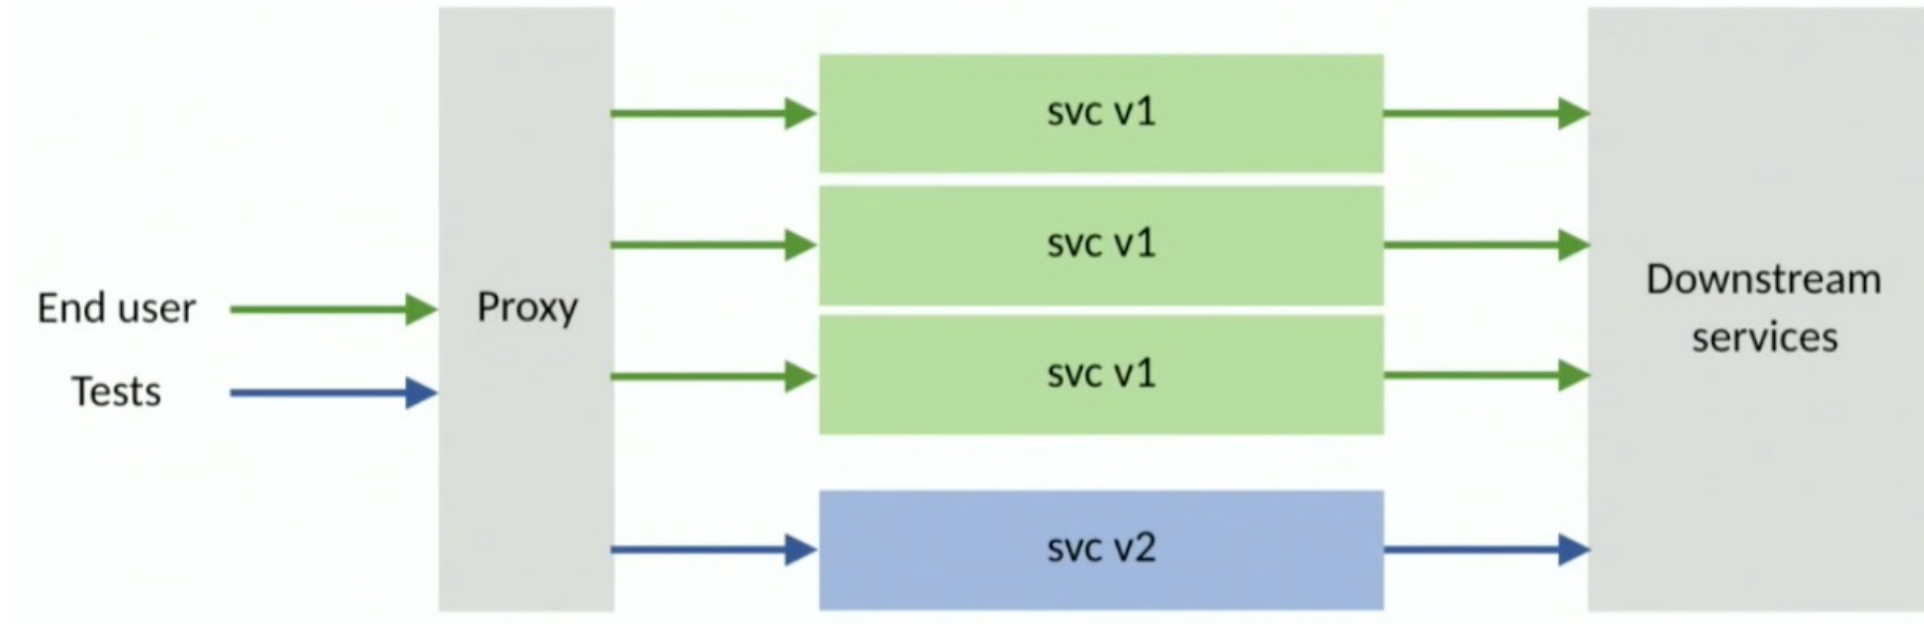 End user
Tests
Proxy
svc v1
svc v1
svc v1
svc v2
Downstream
services